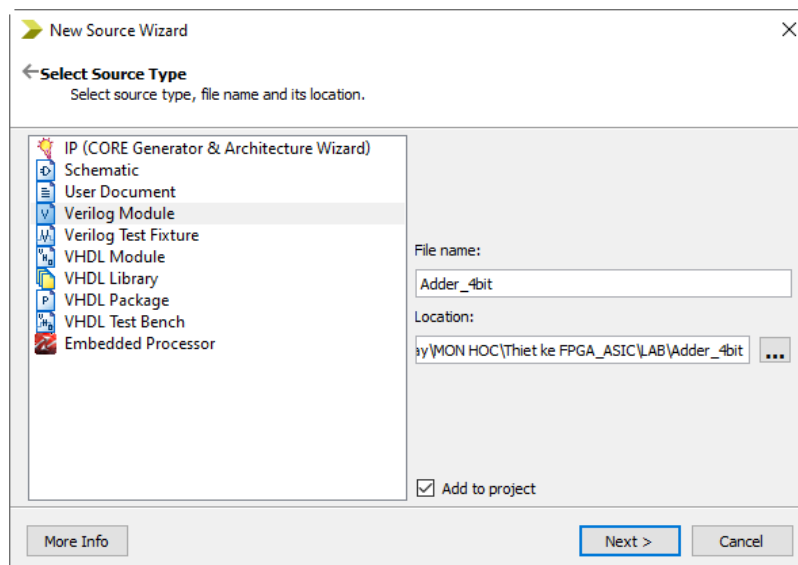 New Source Wizard
Select Source Type
Select source type, file name and its location.
IP (CORE Generator & Architecture Wizard)
Schematic
User Document
Verilog Module
Verilog Test Fixture
VHDL Module
VHDL Library
VHDL Package
VHDL Test Bench
Embedded Processor
File name:
Adder_4bit
Location:
ay\MON HOC\Thiet ke FPGA_ASIC\LAB\Adder_4bit
...
Add to project
More Info
Next >
Cancel